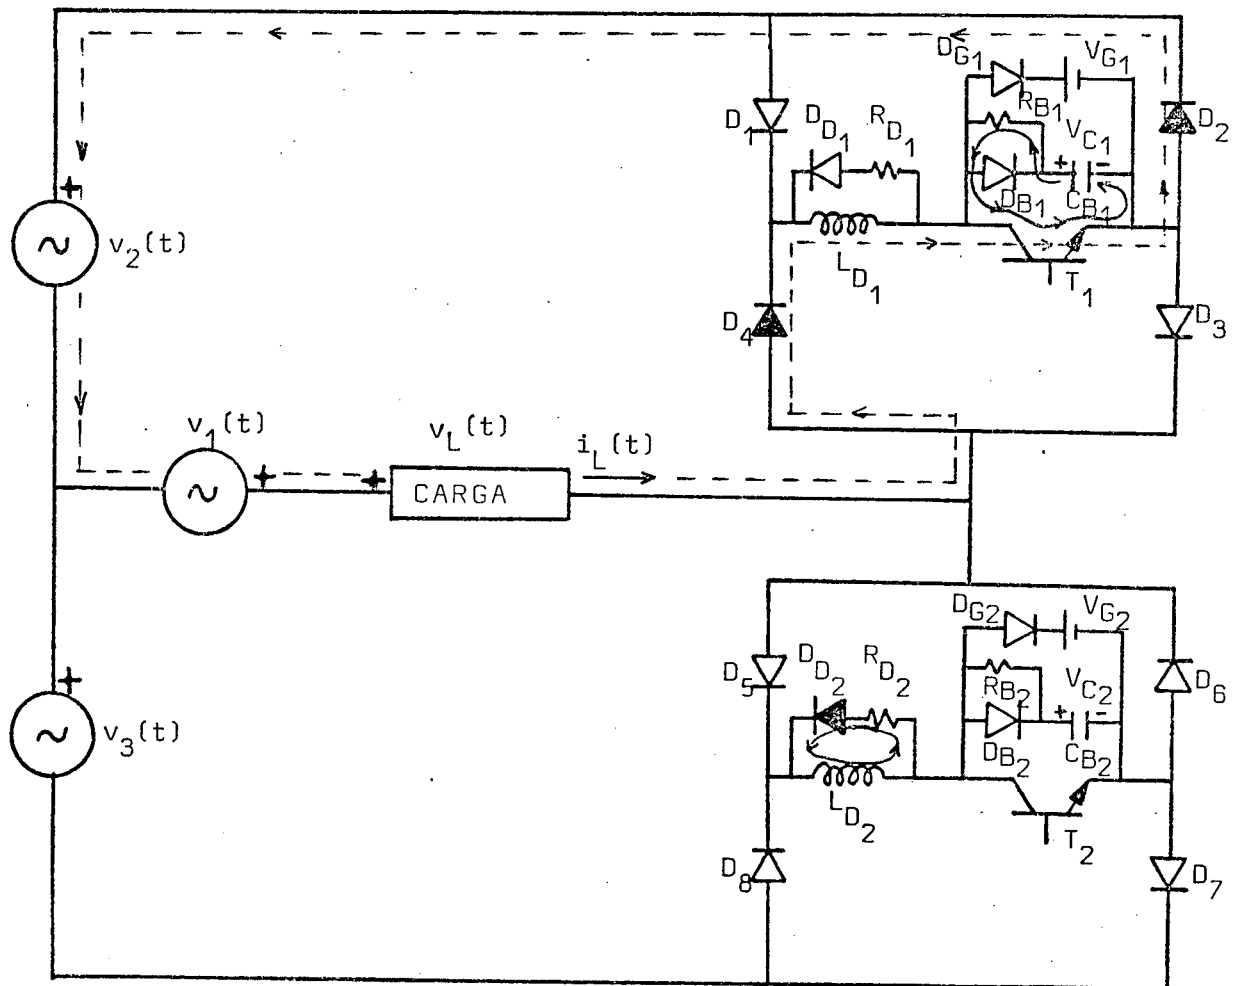 D_G1
V_G1
D_1
D_D1
R_D1
R_B1
V_C1
D_2
+
-
D_B1
C_B1
+
v_2(t)
L_D1
T_1
D_4
D_3
v_1(t)
v_L(t)
i_L(t)
+
+
CARGA
D_G2
V_G2
D_5
D_D2
R_D2
R_B2
V_C2
D_6
+
-
+
v_3(t)
D_B2
C_B2
L_D2
T_2
D_8
D_7